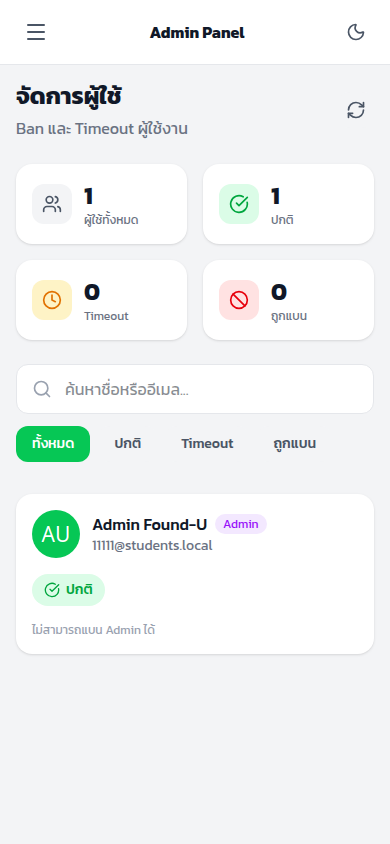 Admin Panel
จัดการผู้ใช้
Ban และ Timeout ผู้ใช้งาน
1
ผู้ใช้ทั้งหมด
1
ปกติ
0
Timeout
0
ถูกแบน
ค้นหาชื่อหรืออีเมล...
ทั้งหมด
ปกติ
Timeout
ถูกแบน
AU
Admin Found-U
Admin
11111@students.local
ปกติ
ไม่สามารถแบน Admin ได้